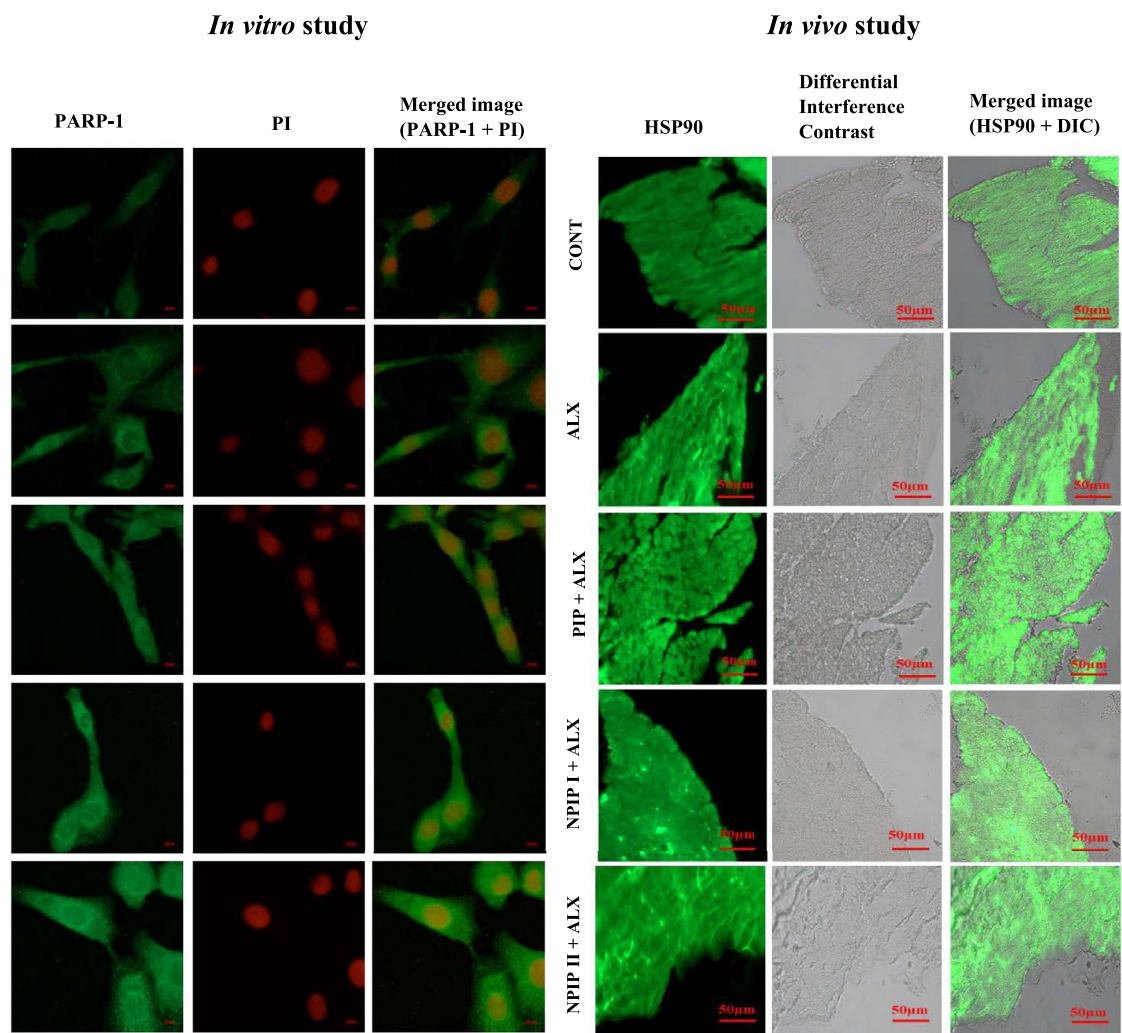 In vitro study
In vivo study
PARP-1
PI
Merged image
(PARP-1 + PI)
HSP90
Differential
Interference
Contrast
Merged image
(HSP90 + DIC)
CONT
50μm
50μm
50μm
ALX
50μm
50μm
50μm
PIP + ALX
50μm
50μm
50μm
NPIP I + ALX
50μm
50μm
50μm
NPIP II + ALX
50μm
50μm
50μm